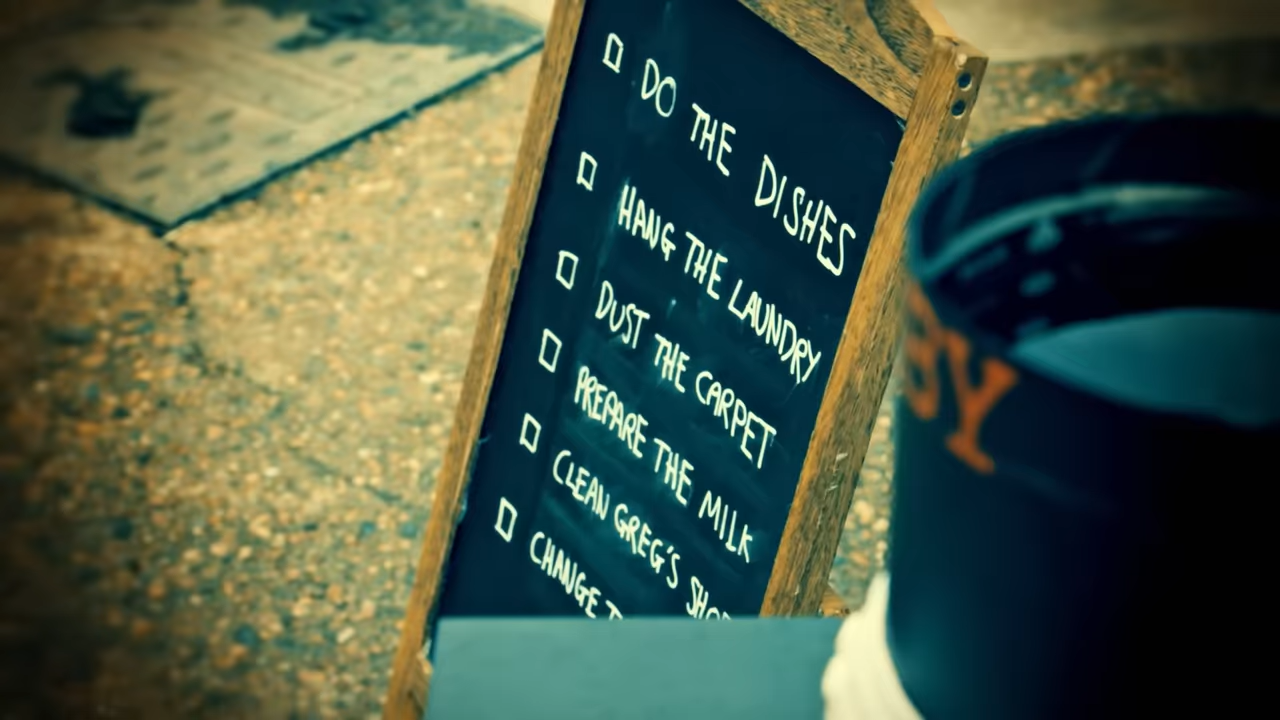 DO THE DISHES
HANG THE LAUNDRY
DUST THE CARPET
PREPARE THE MILK
CLEAN GREG'S
CHANGE